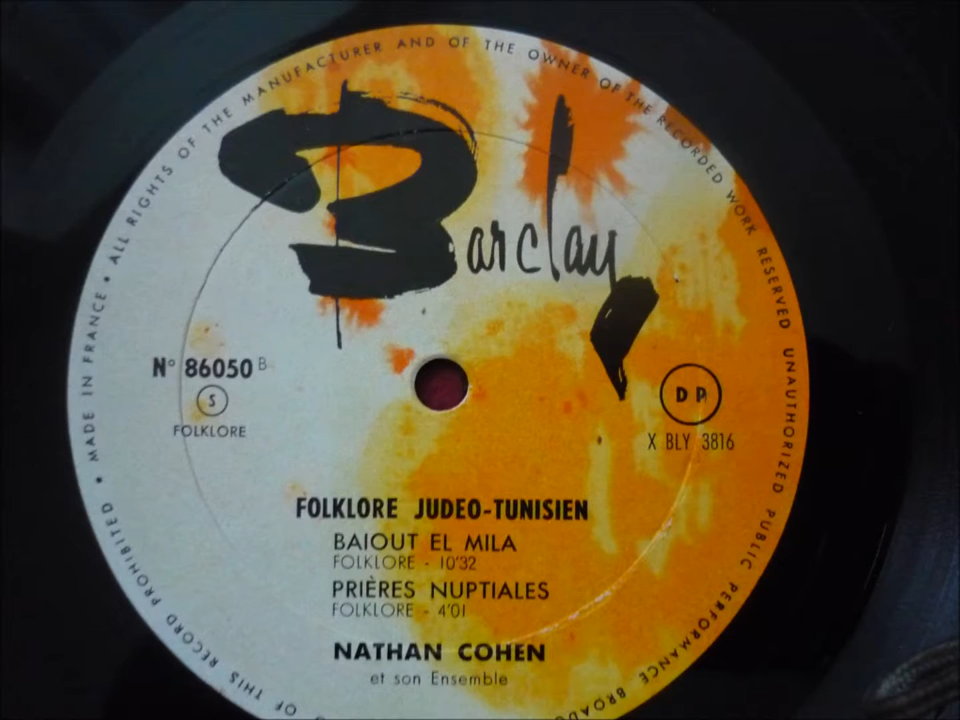 • MADE IN FRANCE • ALL RIGHTS OF THE MANUFACTURER AND OF THE OWNER OF THE RECORDED WORK RESERVED UNAUTHORIZED PUBLIC PERFORMANCE
OF THIS RECORD PROHIBITED
Barclay
N° 86050 B
S
FOLKLORE
DP
X BLY 3816
FOLKLORE JUDEO-TUNISIEN
BAIOUT EL MILA
FOLKLORE - 10'32
PRIÈRES NUPTIALES
FOLKLORE - 4'01
NATHAN COHEN
et son Ensemble